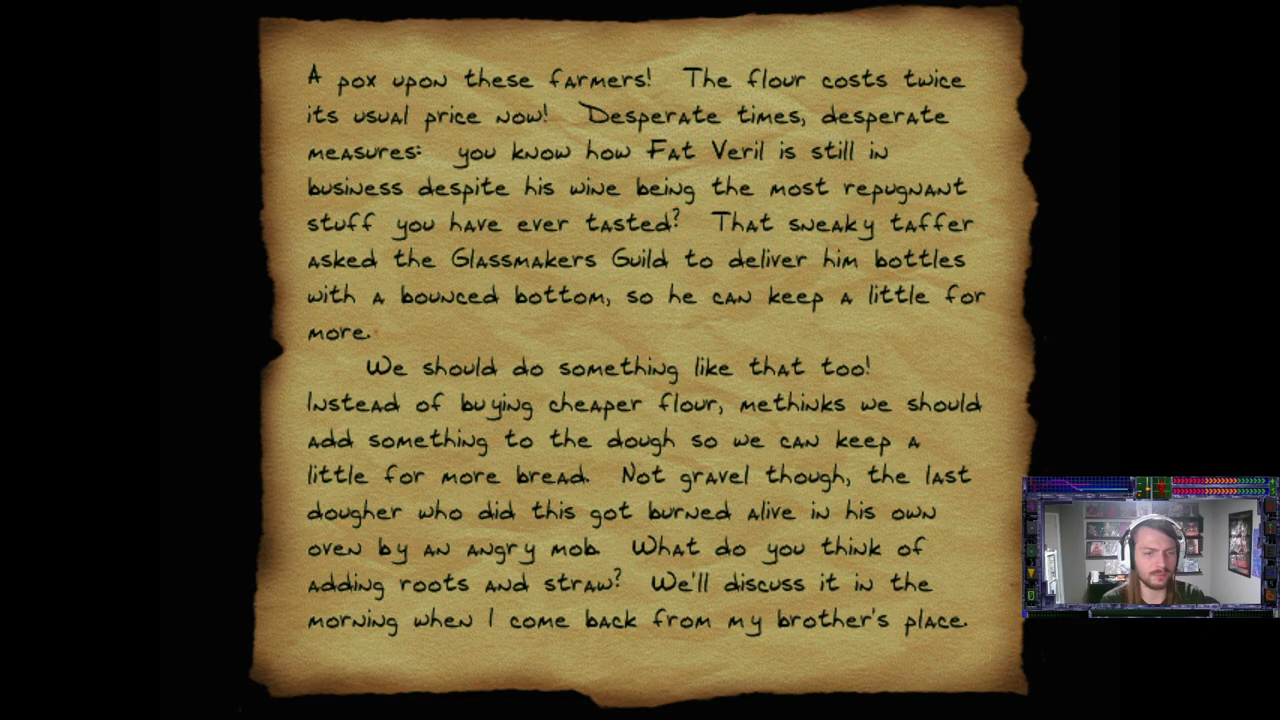 A pox upon these farmers! The flour costs twice
its usual price now! Desperate times, desperate
measures: you know how Fat Veril is still in
business despite his wine being the most repugnant
stuff you have ever tasted? That sneaky taffer
asked the Glassmakers Guild to deliver him bottles
with a bounced bottom, so he can keep a little for
more.
We should do something like that too!
Instead of buying cheaper flour, methinks we should
add something to the dough so we can keep a
little for more bread. Not gravel though, the last
dougher who did this got burned alive in his own
oven by an angry mob. What do you think of
adding roots and straw? We'll discuss it in the
morning when I come back from my brother's place.